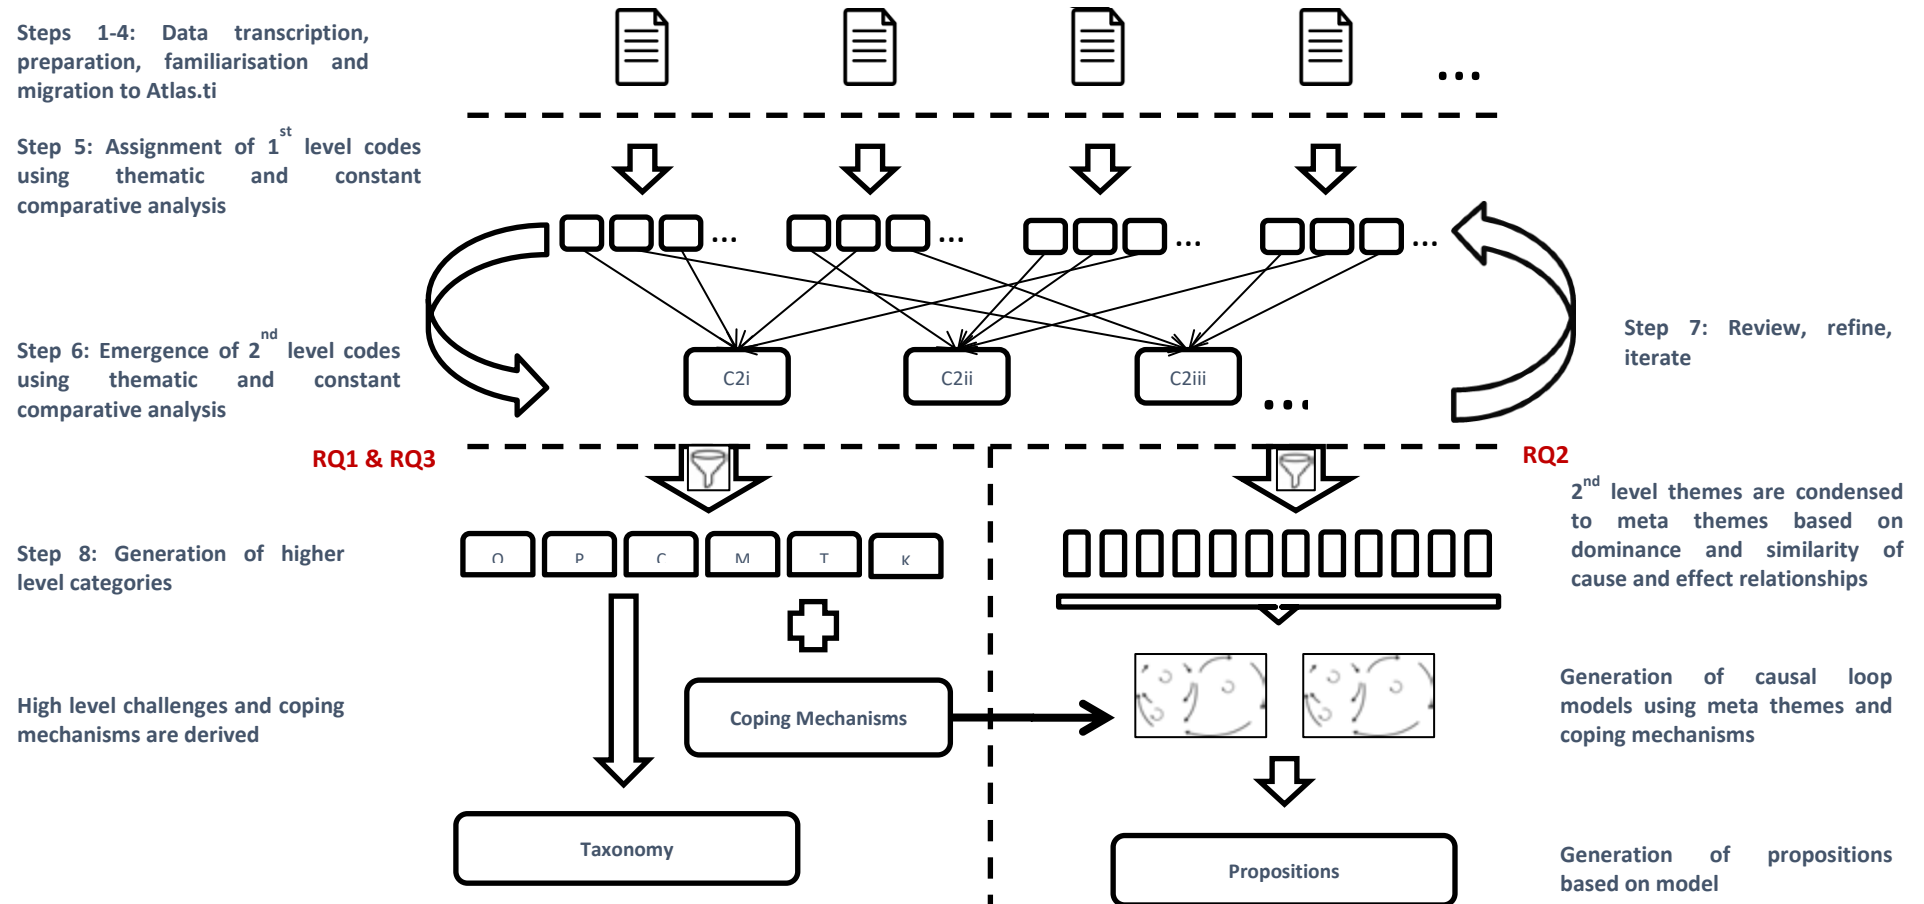 Steps 1-4: Data transcription,
preparation, familiarisation and
migration to Atlas.ti
...
Step 5: Assignment of 1st level codes
using thematic and constant
comparative analysis
... ... ... ...
Step 6: Emergence of 2nd level codes
using thematic and constant
comparative analysis
C2i C2ii C2iii ...
Step 7: Review, refine,
iterate
RQ1 & RQ3
RQ2
2nd level themes are condensed
to meta themes based on
dominance and similarity of
cause and effect relationships
Step 8: Generation of higher
level categories
O P C M T K
High level challenges and coping
mechanisms are derived
Coping Mechanisms
Generation of causal loop
models using meta themes and
coping mechanisms
Taxonomy
Propositions
Generation of propositions
based on model